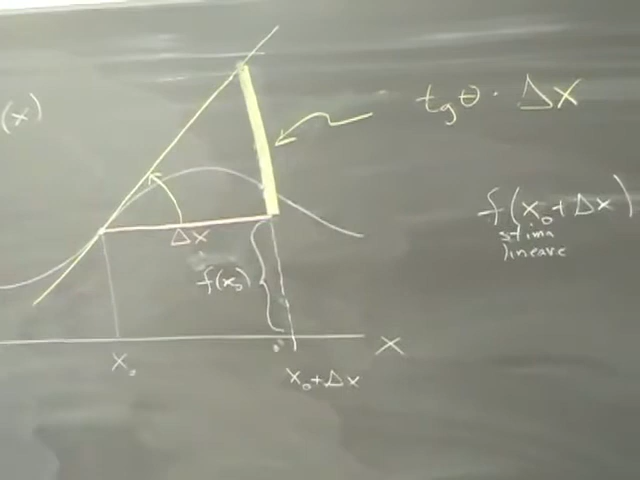 (x)
tgθ · Δx
f(x₀+Δx)
stima
lineare
Δx
f(x₀)
x
x₀
x₀+Δx